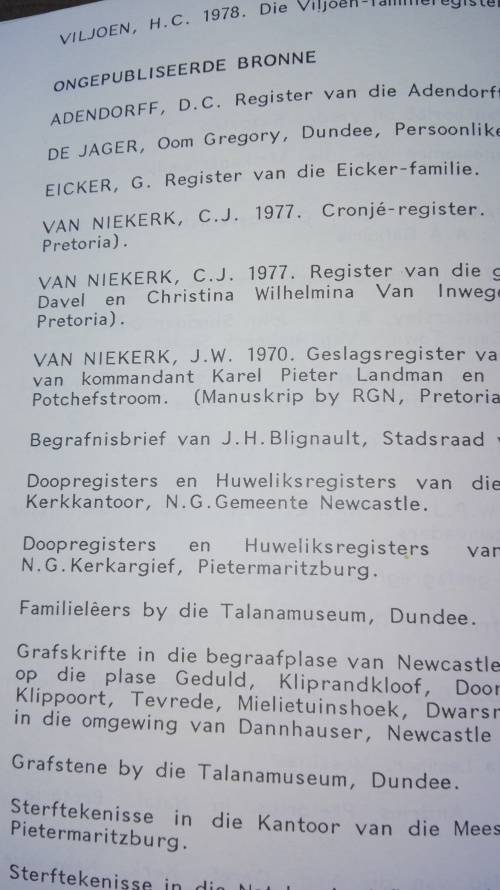 VILJOEN, H.C. 1978. Die Viljoen-familieregister
ONGEPUBLISEERDE BRONNE
ADENDORFF, D.C. Register van die Adendorff
DE JAGER, Oom Gregory, Dundee, Persoonlike
EICKER, G. Register van die Eicker-familie.
VAN NIEKERK, C.J. 1977. Cronjé-register.
Pretoria).
VAN NIEKERK, C.J. 1977. Register van die g
Davel en Christina Wilhelmina Van Inwege
Pretoria).
VAN NIEKERK, J.W. 1970. Geslagsregister va
van kommandant Karel Pieter Landman en
Potchefstroom. (Manuskrip by RGN, Pretoria
Begrafnisbrief van J.H.Blignault, Stadsraad v
Doopregisters en Huweliksregisters van die
Kerkkantoor, N.G.Gemeente Newcastle.
Doopregisters en Huweliksregisters van
N.G.Kerkargief, Pietermaritzburg.
Familielêers by die Talanamuseum, Dundee.
Grafskrifte in die begraafplase van Newcastle,
op die plase Geduld, Kliprandkloof, Door
Klippoort, Tevrede, Mielietuinshoek, Dwarsr
in die omgewing van Dannhauser, Newcastle
Grafstene by die Talanamuseum, Dundee.
Sterftekenisse in die Kantoor van die Mees
Pietermaritzburg.
Sterftekenisse in die